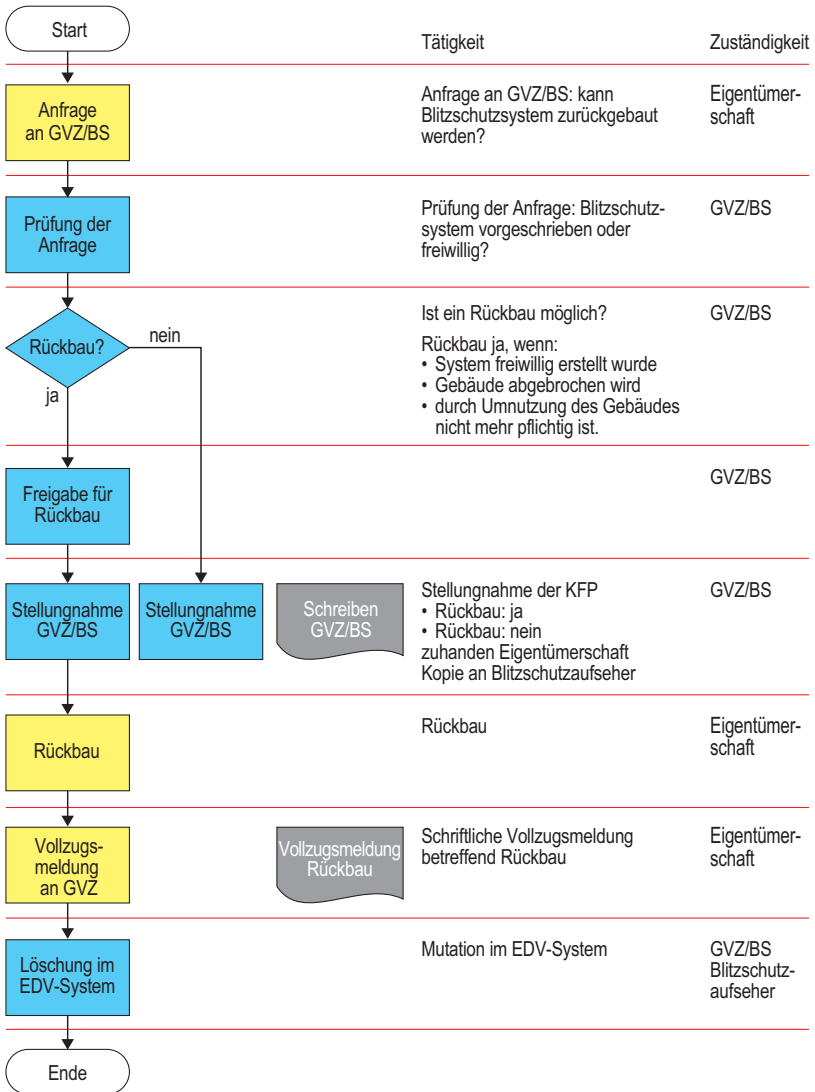 Start
Tätigkeit
Zuständigkeit
Anfrage
an GVZ/BS
Anfrage an GVZ/BS: kann
Blitzschutzsystem zurückgebaut
werden?
Eigentümer-
schaft
Prüfung der
Anfrage
Prüfung der Anfrage: Blitzschutz-
system vorgeschrieben oder
freiwillig?
GVZ/BS
Rückbau?
nein
ja
Ist ein Rückbau möglich?
Rückbau ja, wenn:
• System freiwillig erstellt wurde
• Gebäude abgebrochen wird
• durch Umnutzung des Gebäudes
nicht mehr pflichtig ist.
GVZ/BS
Freigabe für
Rückbau
GVZ/BS
Stellungnahme
GVZ/BS
Stellungnahme
GVZ/BS
Schreiben
GVZ/BS
Stellungnahme der KFP
• Rückbau: ja
• Rückbau: nein
zuhanden Eigentümerschaft
Kopie an Blitzschutzaufseher
GVZ/BS
Rückbau
Rückbau
Eigentümer-
schaft
Vollzugs-
meldung
an GVZ
Vollzugsmeldung
Rückbau
Schriftliche Vollzugsmeldung
betreffend Rückbau
Eigentümer-
schaft
Löschung im
EDV-System
Mutation im EDV-System
GVZ/BS
Blitzschutz-
aufseher
Ende